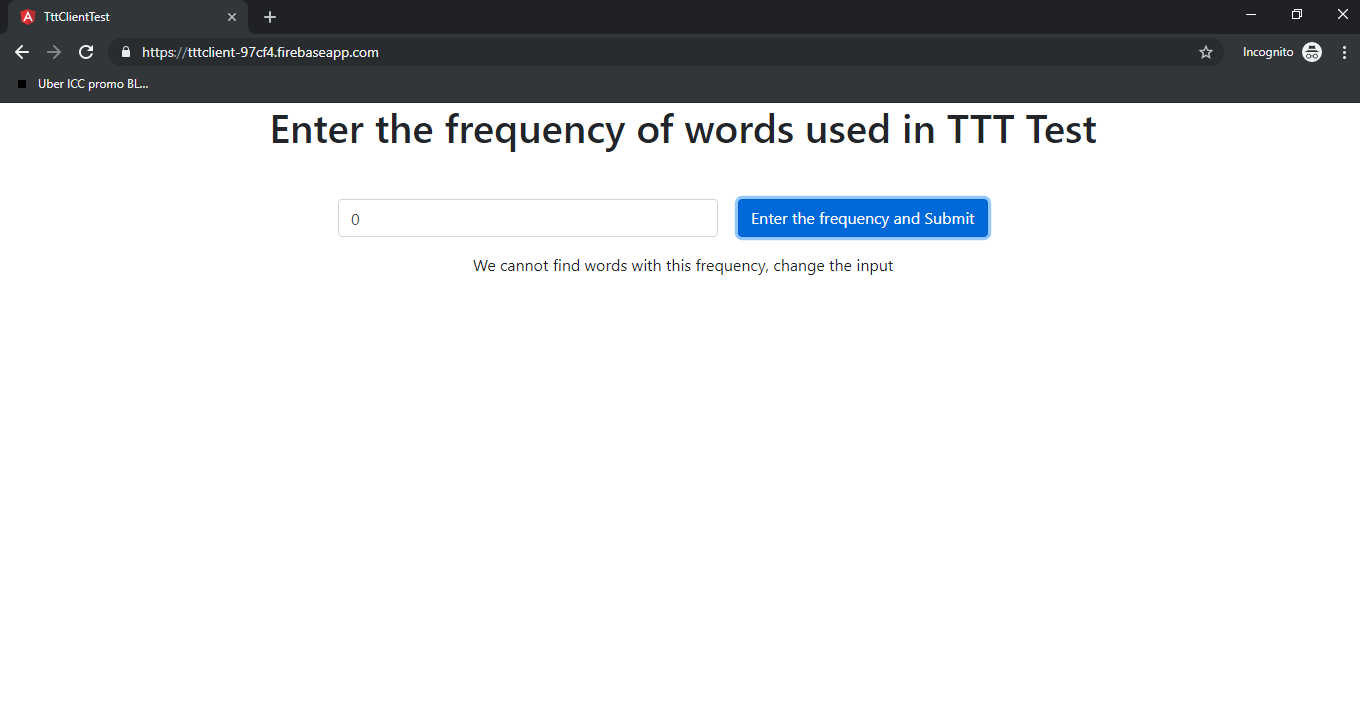 TttClientTest
https://tttclient-97cf4.firebaseapp.com
Incognito
Uber ICC promo BL...
Enter the frequency of words used in TTT Test
0
Enter the frequency and Submit
We cannot find words with this frequency, change the input